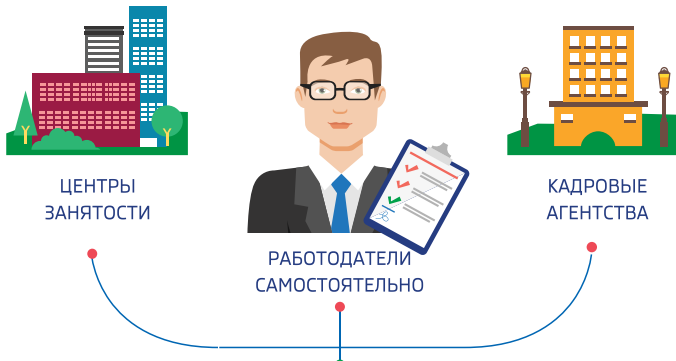 ЦЕНТРЫ
ЗАНЯТОСТИ
РАБОТОДАТЕЛИ
САМОСТОЯТЕЛЬНО
КАДРОВЫЕ
АГЕНТСТВА